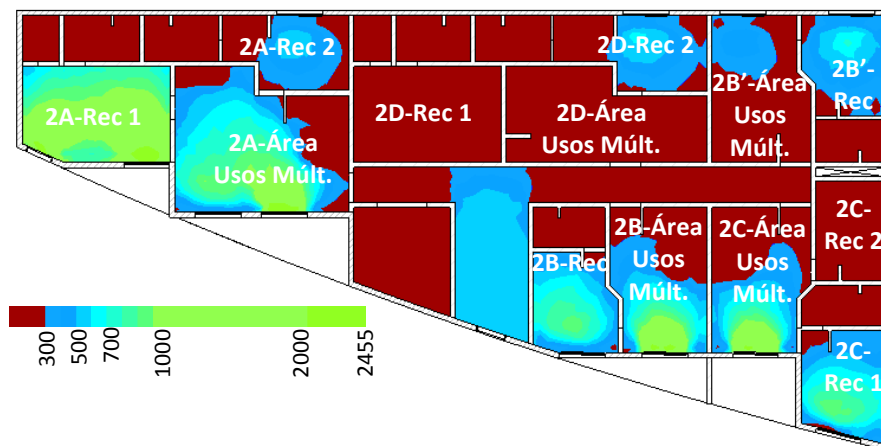 2A-Rec 2
2D-Rec 2
2B’-
Rec
2B’-Área
Usos
Múlt.
2A-Rec 1
2D-Rec 1
2D-Área
Usos Múlt.
2A-Área
Usos Múlt.
2C-
Rec 2
2B-Área
Usos
Múlt.
2C-Área
Usos
Múlt.
2B-Rec
2C-
Rec 1
300
500
700
1000
2000
2455